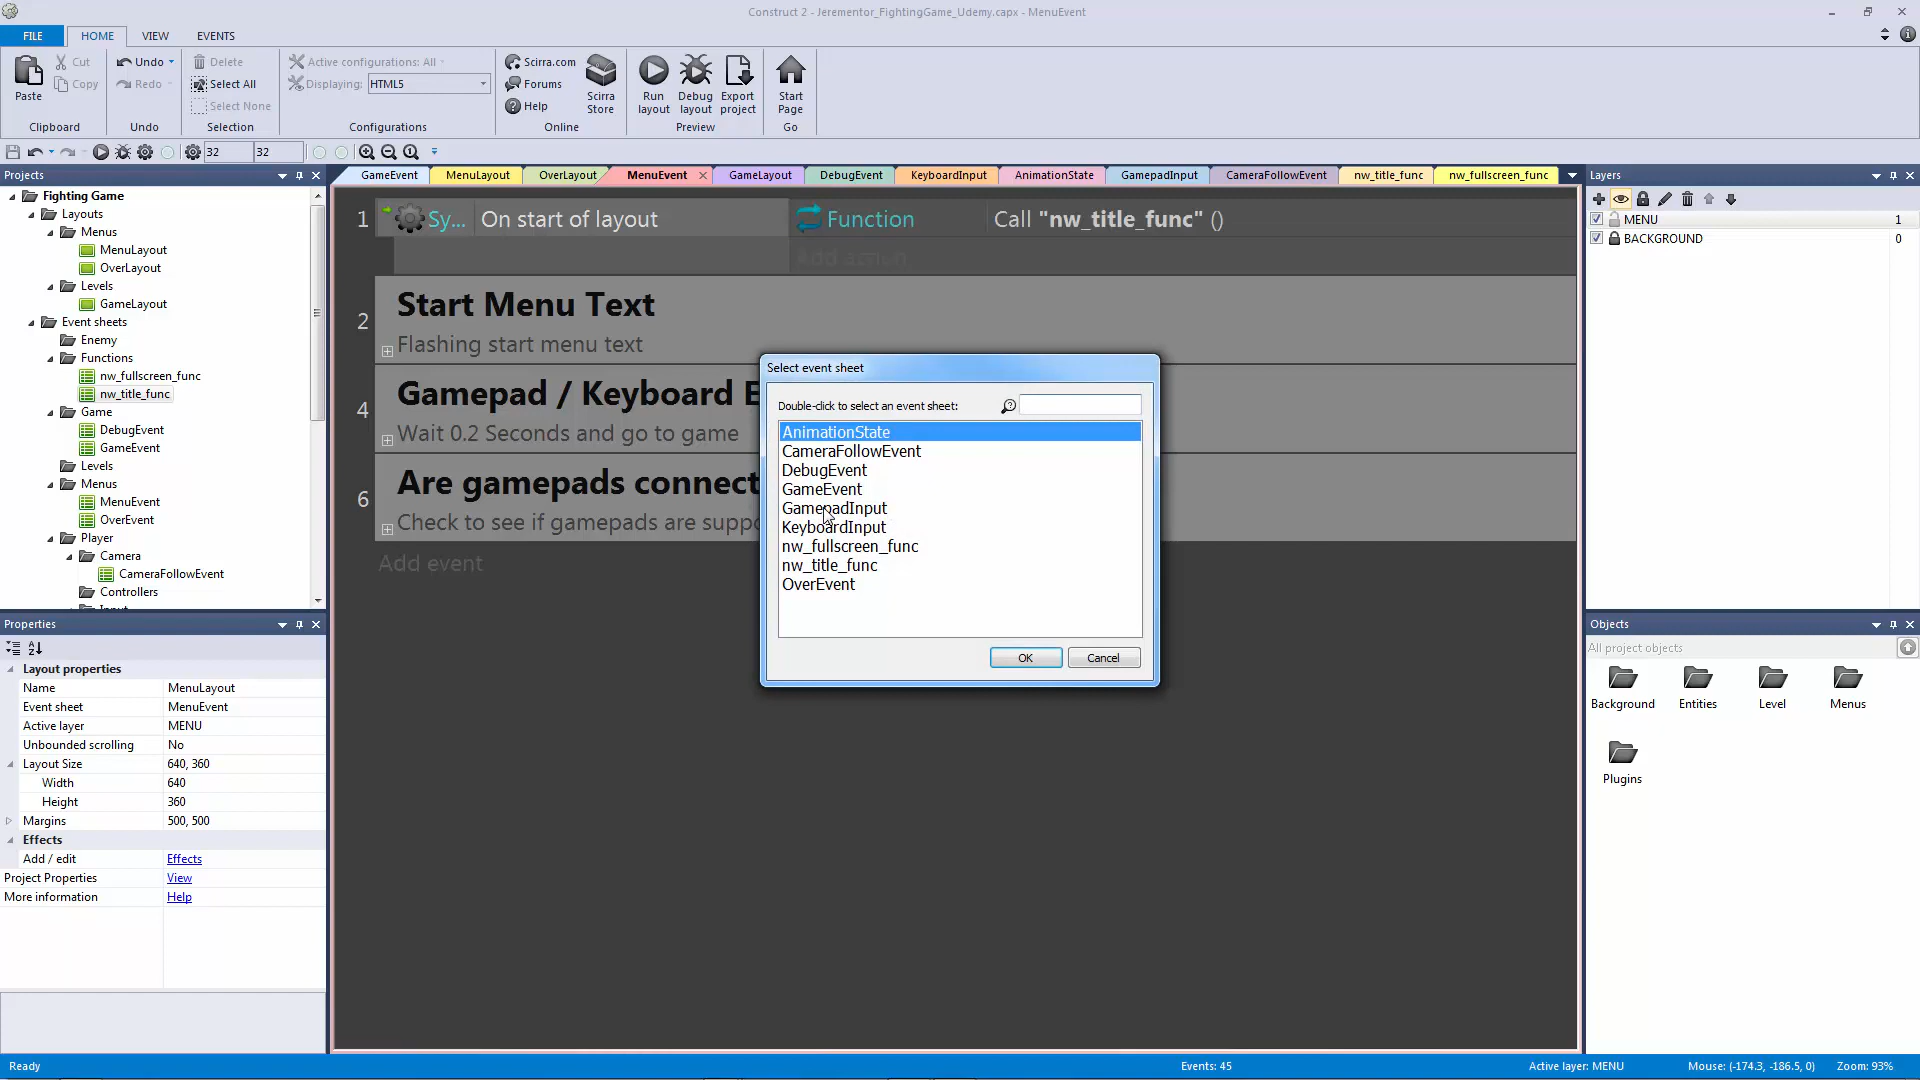 Construct 2 - Jerementor_FightingGame_Udemy.capx - MenuEvent
FILE HOME VIEW EVENTS
Paste Cut Copy Clipboard
Undo Redo Undo
Delete Select All Select None Selection
Active configurations: All
Displaying: HTML5
Configurations
Scirra.com Forums Help Scirra Store Online
Run layout Debug layout Export project Preview
Start Page Go
32 32
Projects
GameEvent MenuLayout OverLayout MenuEvent GameLayout DebugEvent KeyboardInput AnimationState GamepadInput CameraFollowEvent nw_title_func nw_fullscreen_func
Fighting Game
Layouts
Menus
MenuLayout
OverLayout
Levels
GameLayout
Event sheets
Enemy
Functions
nw_fullscreen_func
nw_title_func
Game
DebugEvent
GameEvent
Levels
Menus
MenuEvent
OverEvent
Player
Camera
CameraFollowEvent
Controllers
Input
Properties
Layout properties
Name MenuLayout
Event sheet MenuEvent
Active layer MENU
Unbounded scrolling No
Layout Size 640, 360
Width 640
Height 360
Margins 500, 500
Effects
Add / edit Effects
Project Properties View
More information Help
1 Sy... On start of layout Function Call "nw_title_func" ()
Add action
2 Start Menu Text
Flashing start menu text
4 Gamepad / Keyboard E
Wait 0.2 Seconds and go to game
6 Are gamepads connect
Check to see if gamepads are suppo
Add event
Select event sheet
Double-click to select an event sheet:
AnimationState
CameraFollowEvent
DebugEvent
GameEvent
GamepadInput
KeyboardInput
nw_fullscreen_func
nw_title_func
OverEvent
OK Cancel
Layers
MENU 1
BACKGROUND 0
Objects
All project objects
Background Entities Level Menus
Plugins
Ready Events: 45 Active layer: MENU Mouse: (-174.3, -186.5, 0) Zoom: 93%